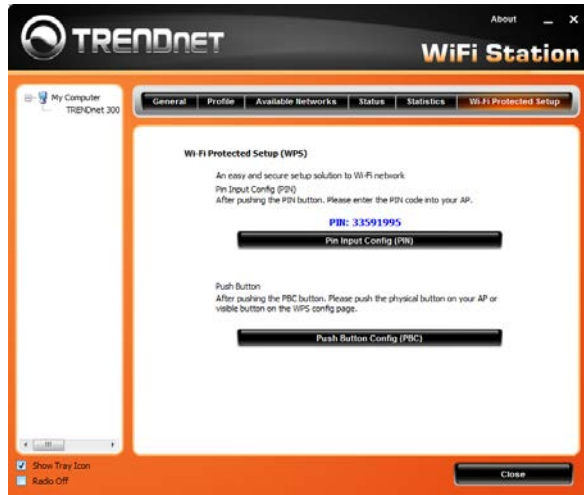 About
TRENDnet
WiFi Station
My Computer
TRENDnet 300
General Profile Available Networks Status Statistics Wi-Fi Protected Setup
Wi-Fi Protected Setup (WPS)
An easy and secure setup solution to Wi-Fi network
Pin Input Config (PIN)
After pushing the PIN button. Please enter the PIN code into your AP.
PIN: 33591995
Pin Input Config (PIN)
Push Button
After pushing the PBC button. Please push the physical button on your AP or
visible button on the WPS config page.
Push Button Config (PBC)
Show Tray Icon
Radio Off
Close